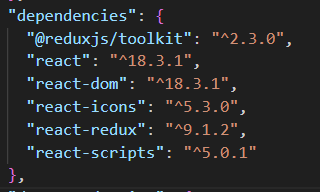 "dependencies": {
"@reduxjs/toolkit": "^2.3.0",
"react": "^18.3.1",
"react-dom": "^18.3.1",
"react-icons": "^5.3.0",
"react-redux": "^9.1.2",
"react-scripts": "^5.0.1"
},